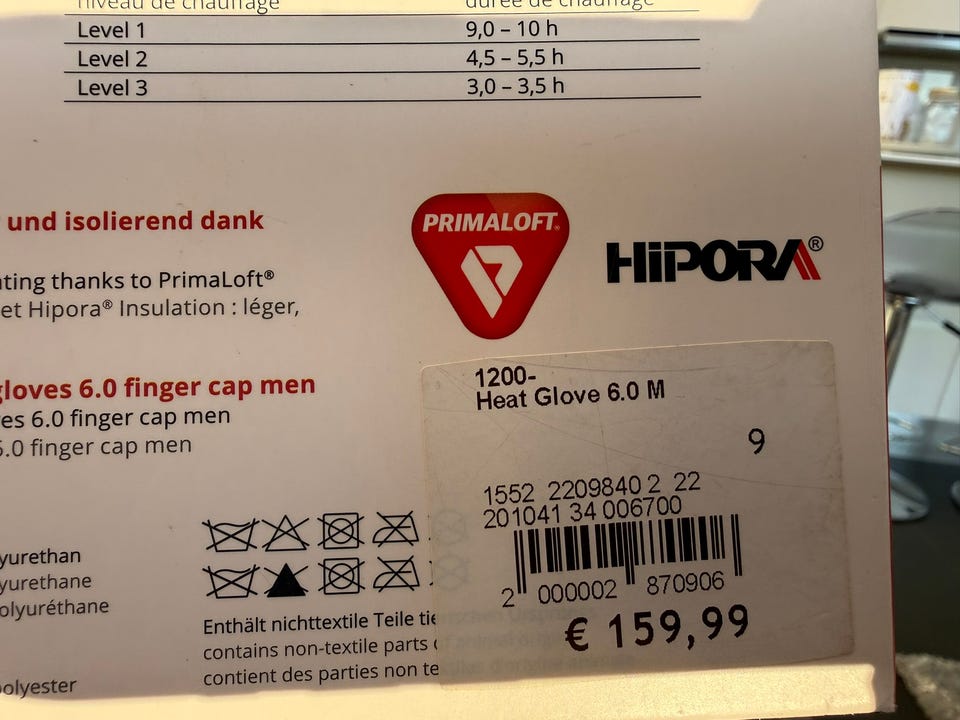 niveau de chauffage durée de chauffage
Level 1 9,0 – 10 h
Level 2 4,5 – 5,5 h
Level 3 3,0 – 3,5 h
und isolierend dank
ating thanks to PrimaLoft®
et Hipora® Insulation : léger,
PRIMALOFT®
HiPORA®
gloves 6.0 finger cap men
es 6.0 finger cap men
6.0 finger cap men
1200-
Heat Glove 6.0 M
9
1552 2209840 2 22
201041 34 006700
2 000002 870906
€ 159,99
yurethan
yurethane
olyuréthane
olyester
Enthält nichttextile Teile tie
contains non-textile parts
contient des parties non te